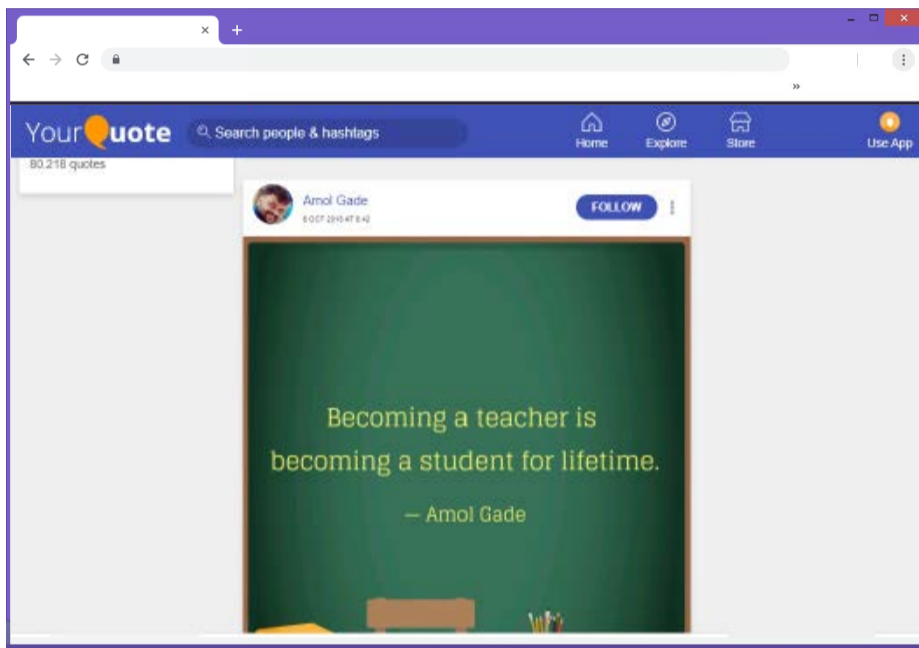 YourQuote
Search people & hashtags
Home
Explore
Store
Use App
80.218 quotes
Amol Gade
FOLLOW
Becoming a teacher is
becoming a student for lifetime.
— Amol Gade